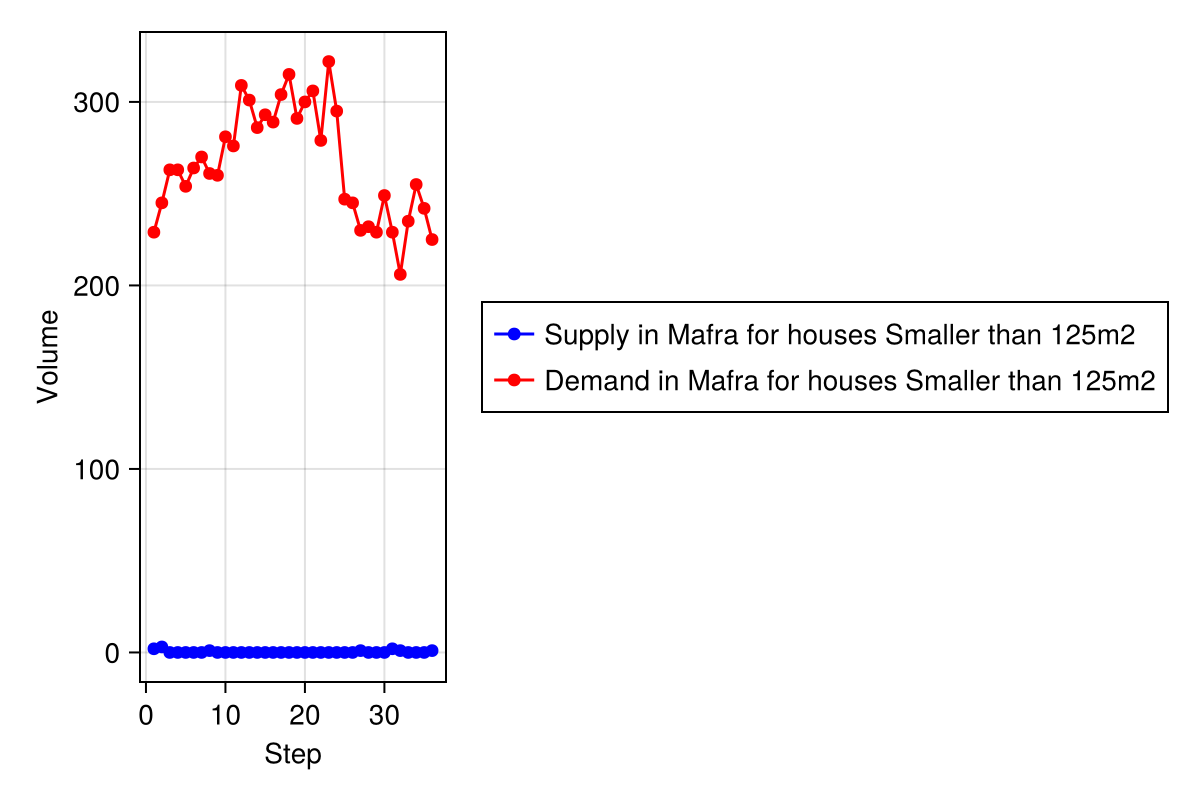 300
200
100
0
Volume
0 10 20 30
Step
Supply in Mafra for houses Smaller than 125m2
Demand in Mafra for houses Smaller than 125m2